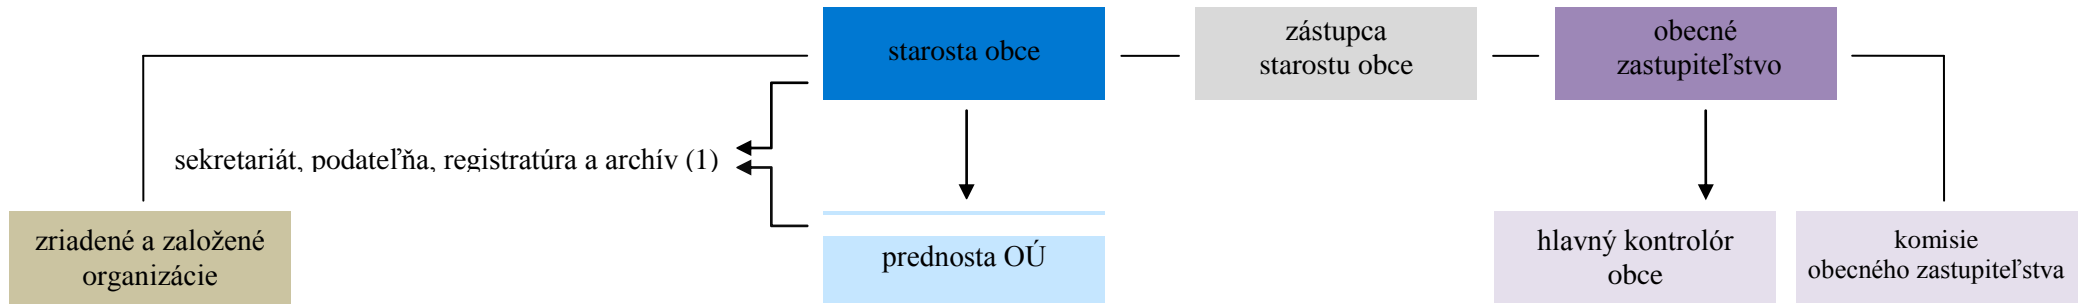 starosta obce
zástupca
starostu obce
obecné
zastupiteľstvo
sekretariát, podateľňa, registratúra a archív (1)
zriadené a založené
organizácie
prednosta OÚ
hlavný kontrolór
obce
komisie
obecného zastupiteľstva